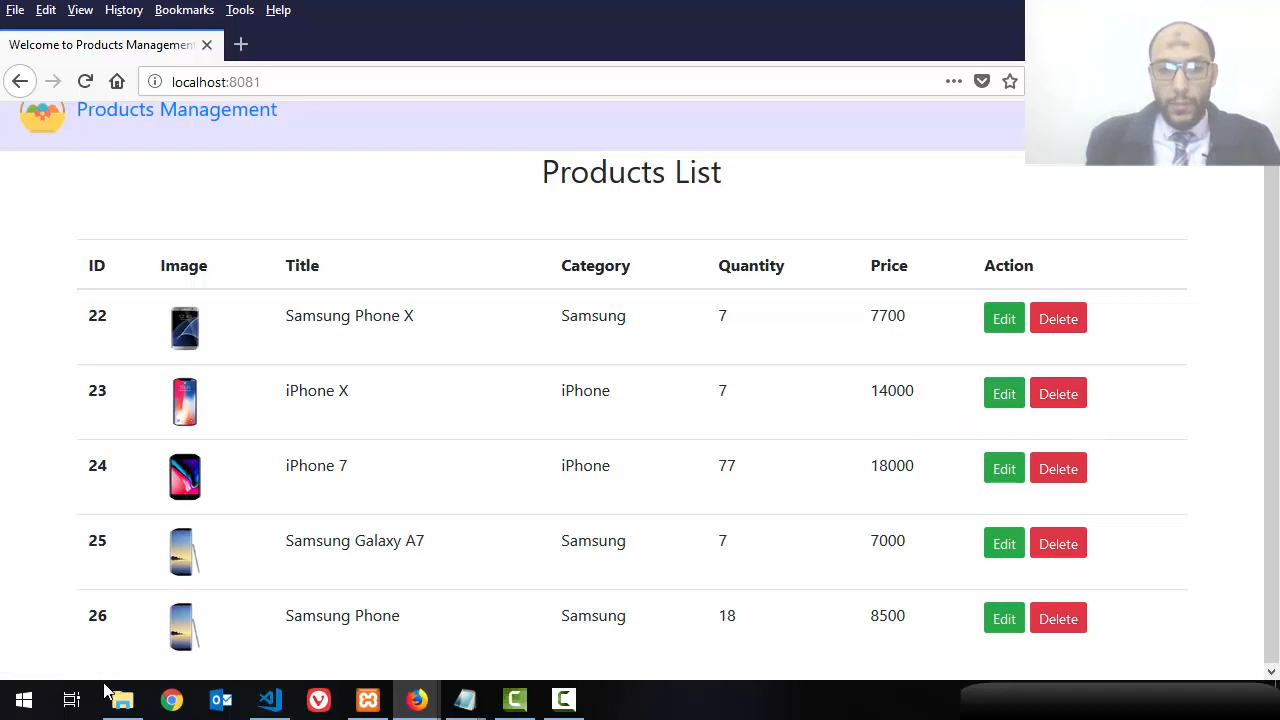 File Edit View History Bookmarks Tools Help
Welcome to Products Managemen
localhost:8081
Products Management
Products List
ID Image Title Category Quantity Price Action
22 Samsung Phone X Samsung 7 7700 Edit Delete
23 iPhone X iPhone 7 14000 Edit Delete
24 iPhone 7 iPhone 77 18000 Edit Delete
25 Samsung Galaxy A7 Samsung 7 7000 Edit Delete
26 Samsung Phone Samsung 18 8500 Edit Delete